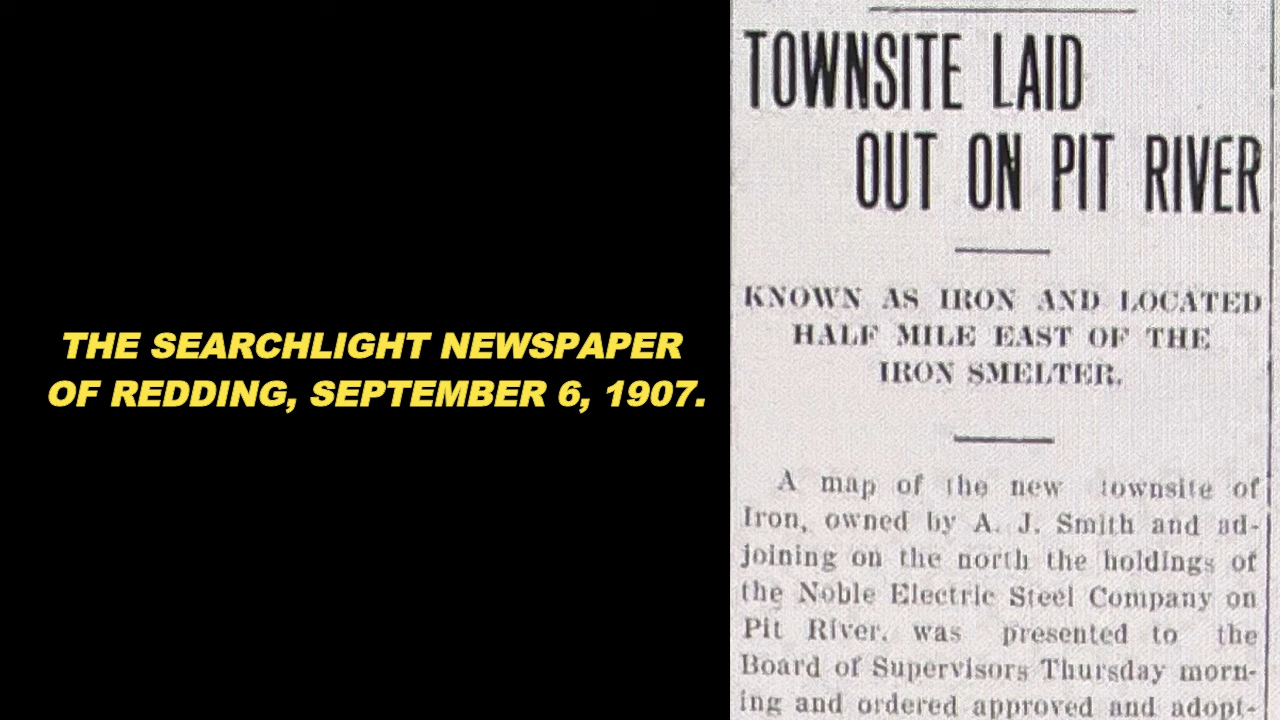 THE SEARCHLIGHT NEWSPAPER
OF REDDING, SEPTEMBER 6, 1907.
TOWNSITE LAID
OUT ON PIT RIVER
KNOWN AS IRON AND LOCATED
HALF MILE EAST OF THE
IRON SMELTER.
A map of the new townsite of
Iron, owned by A. J. Smith and ad-
joining on the north the holdings of
the Noble Electric Steel Company on
Pit River. was presented to the
Board of Supervisors Thursday morn-
ing and ordered approved and adopt-